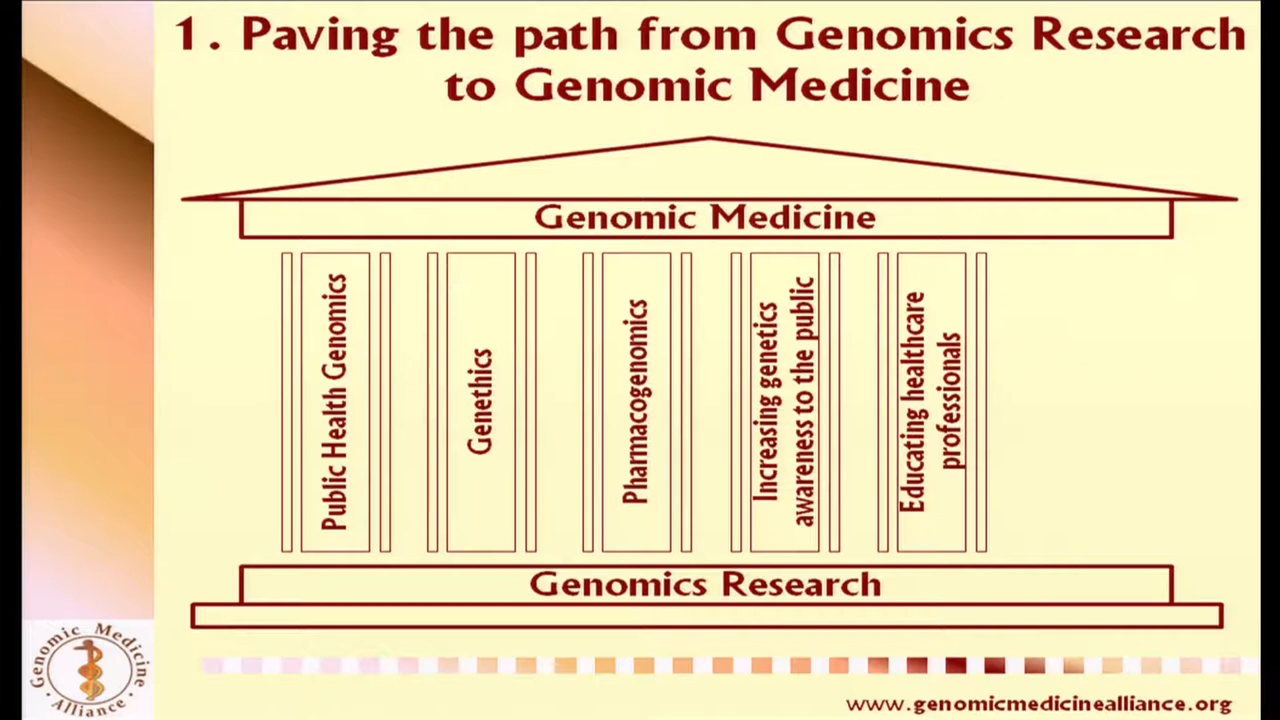 1. Paving the path from Genomics Research
to Genomic Medicine
Genomic Medicine
Public Health Genomics
Genethics
Pharmacogenomics
Increasing genetics
awareness to the public
Educating healthcare
professionals
Genomics Research
Genomic Medicine
· Alliance ·
www.genomicmedicinealliance.org